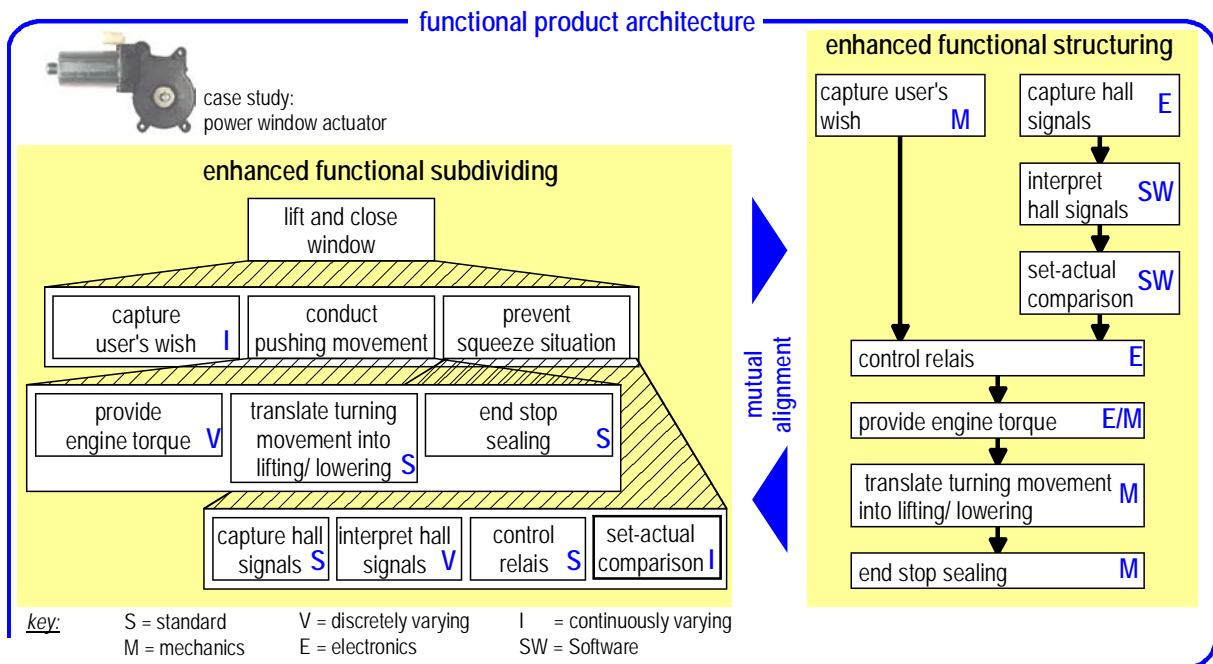 functional product architecture
case study:
power window actuator
enhanced functional subdividing
lift and close
window
capture
user's wish I
conduct
pushing movement
prevent
squeeze situation
provide
engine torque V
translate turning
movement into
lifting/ lowering S
end stop
sealing S
capture hall
signals S
interpret hall
signals V
control
relais S
set-actual
comparison I
mutual
alignment
enhanced functional structuring
capture user's
wish M
capture hall
signals E
interpret
hall signals SW
set-actual
comparison SW
control relais E
provide engine torque E/M
translate turning movement
into lifting/ lowering M
end stop sealing M
key: S = standard V = discretely varying I = continuously varying
M = mechanics E = electronics SW = Software